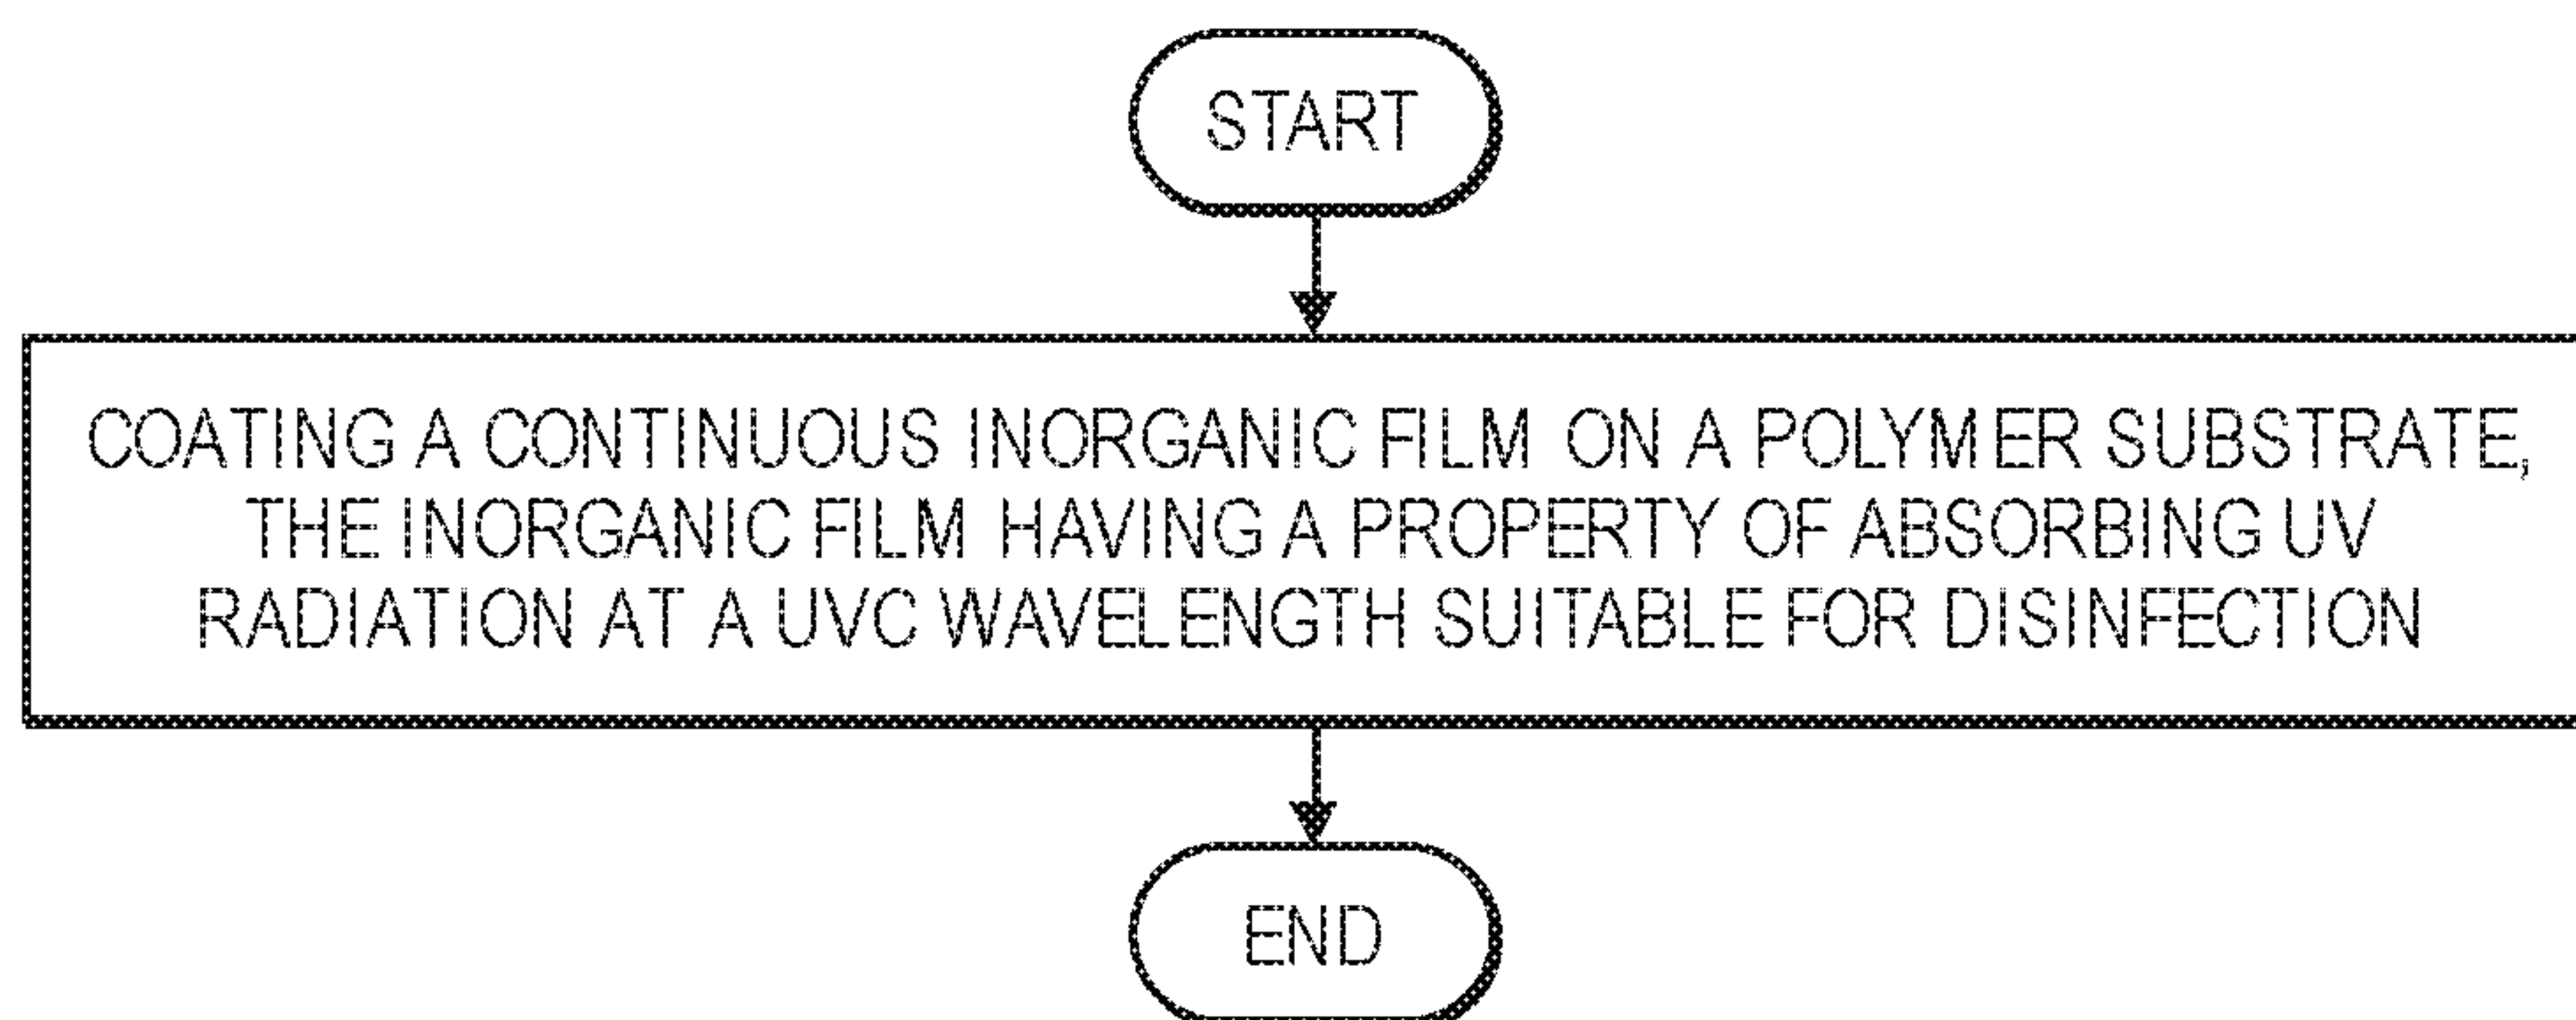 START
COATING A CONTINUOUS INORGANIC FILM ON A POLYMER SUBSTRATE,
THE INORGANIC FILM HAVING A PROPERTY OF ABSORBING UV
RADIATION AT A UVC WAVELENGTH SUITABLE FOR DISINFECTION
END